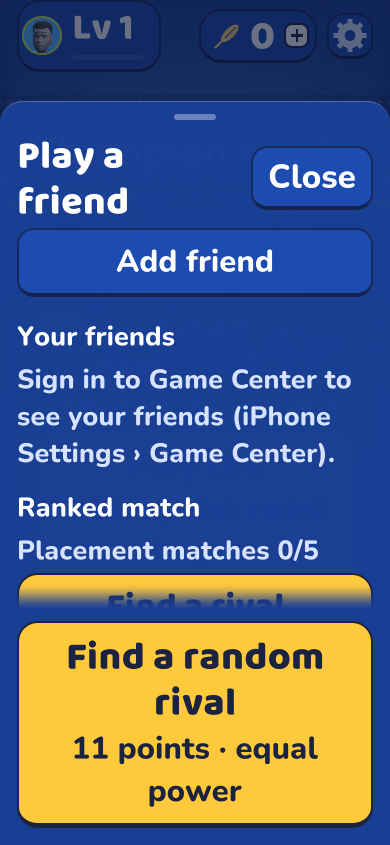 Lv 1
0
Play a
friend
Close
Add friend
Your friends
Sign in to Game Center to
see your friends (iPhone
Settings › Game Center).
Ranked match
Placement matches 0/5
Find a rival
Find a random
rival
11 points · equal
power